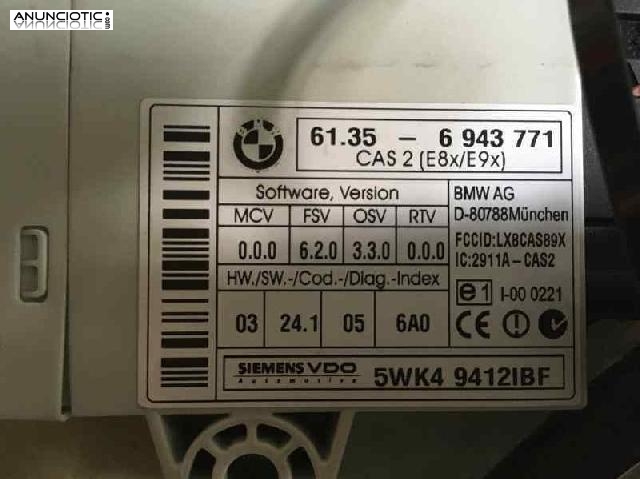 ANUNCIOTIC
61.35 - 6 943 771
CAS 2 (E8x/E9x)
Software, Version
MCV FSV OSV RTV
0.0.0 6.2.0 3.3.0 0.0.0
HW./SW.-/Cod.-/Diag.-Index
03 24.1 05 6A0
BMW AG
D-80788München
FCCID:LX8CAS89X
IC:2911A-CAS2
e1 I-00 0221
CE
SIEMENS VDO
Automotive
5WK4 9412IBF